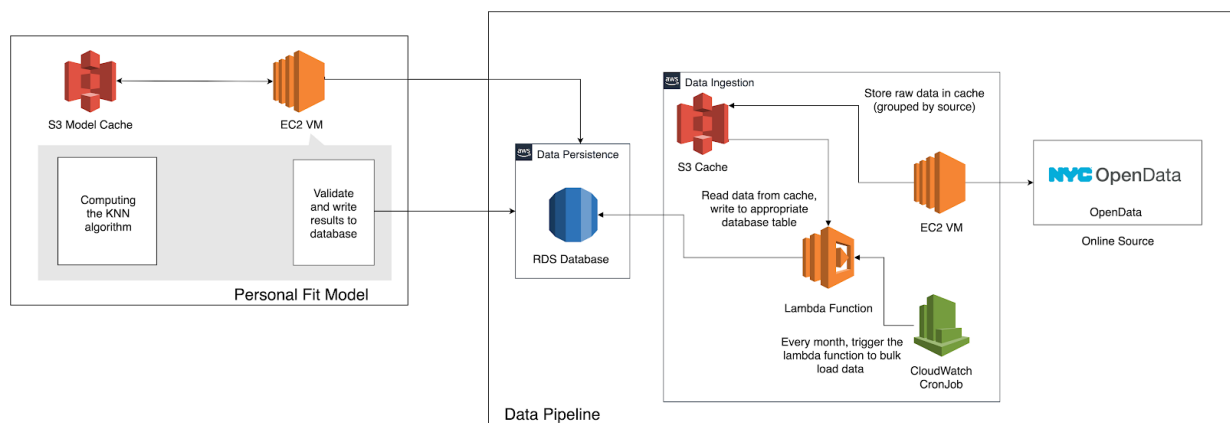 S3 Model Cache
EC2 VM
Computing
the KNN
algorithm
Validate
and write
results to
database
Personal Fit Model
aws
Data Persistence
RDS Database
aws
Data Ingestion
S3 Cache
Store raw data in cache
(grouped by source)
Read data from cache,
write to appropriate
database table
EC2 VM
Lambda Function
Every month, trigger the
lambda function to bulk
load data
CloudWatch
CronJob
NYC OpenData
OpenData
Online Source
Data Pipeline